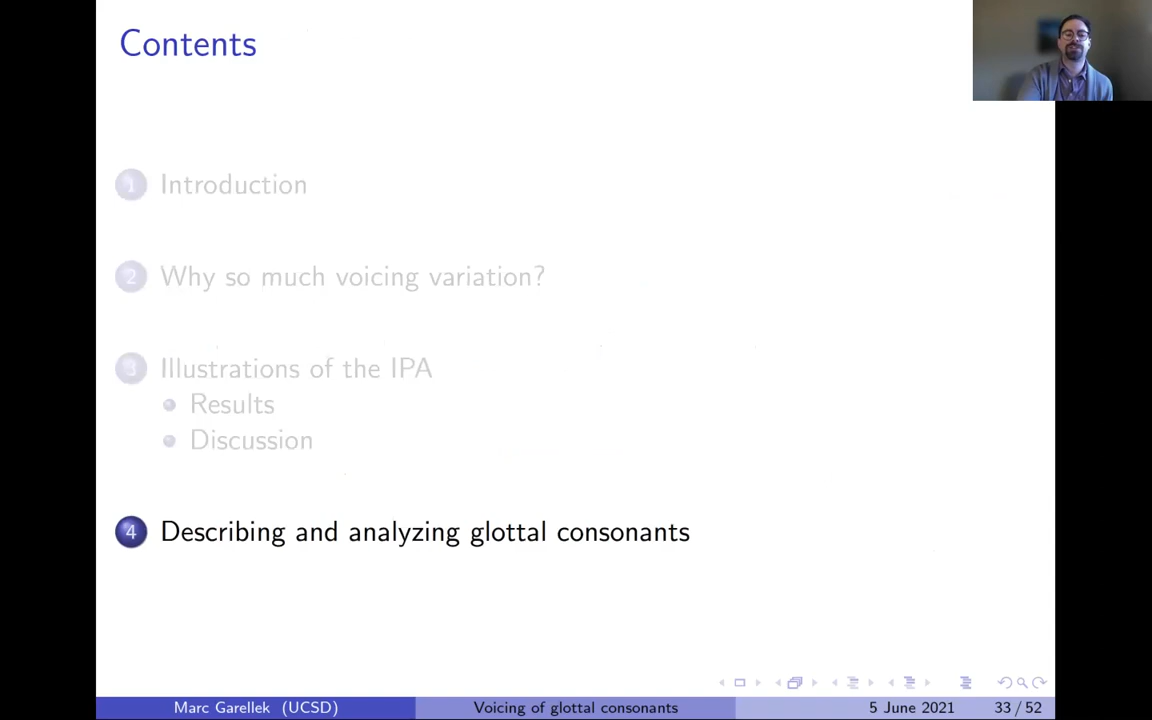 Contents
1 Introduction
2 Why so much voicing variation?
3 Illustrations of the IPA
Results
Discussion
4 Describing and analyzing glottal consonants
Marc Garellek (UCSD) Voicing of glottal consonants 5 June 2021 33 / 52